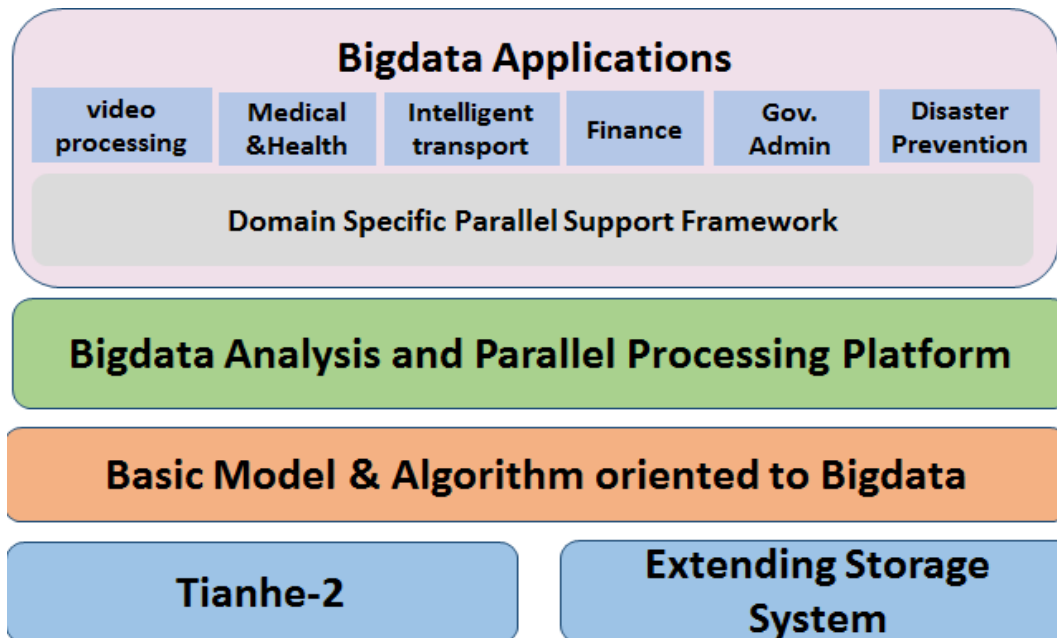 Bigdata Applications
video
processing
Medical
&Health
Intelligent
transport
Finance
Gov.
Admin
Disaster
Prevention
Domain Specific Parallel Support Framework
Bigdata Analysis and Parallel Processing Platform
Basic Model & Algorithm oriented to Bigdata
Tianhe-2
Extending Storage
System